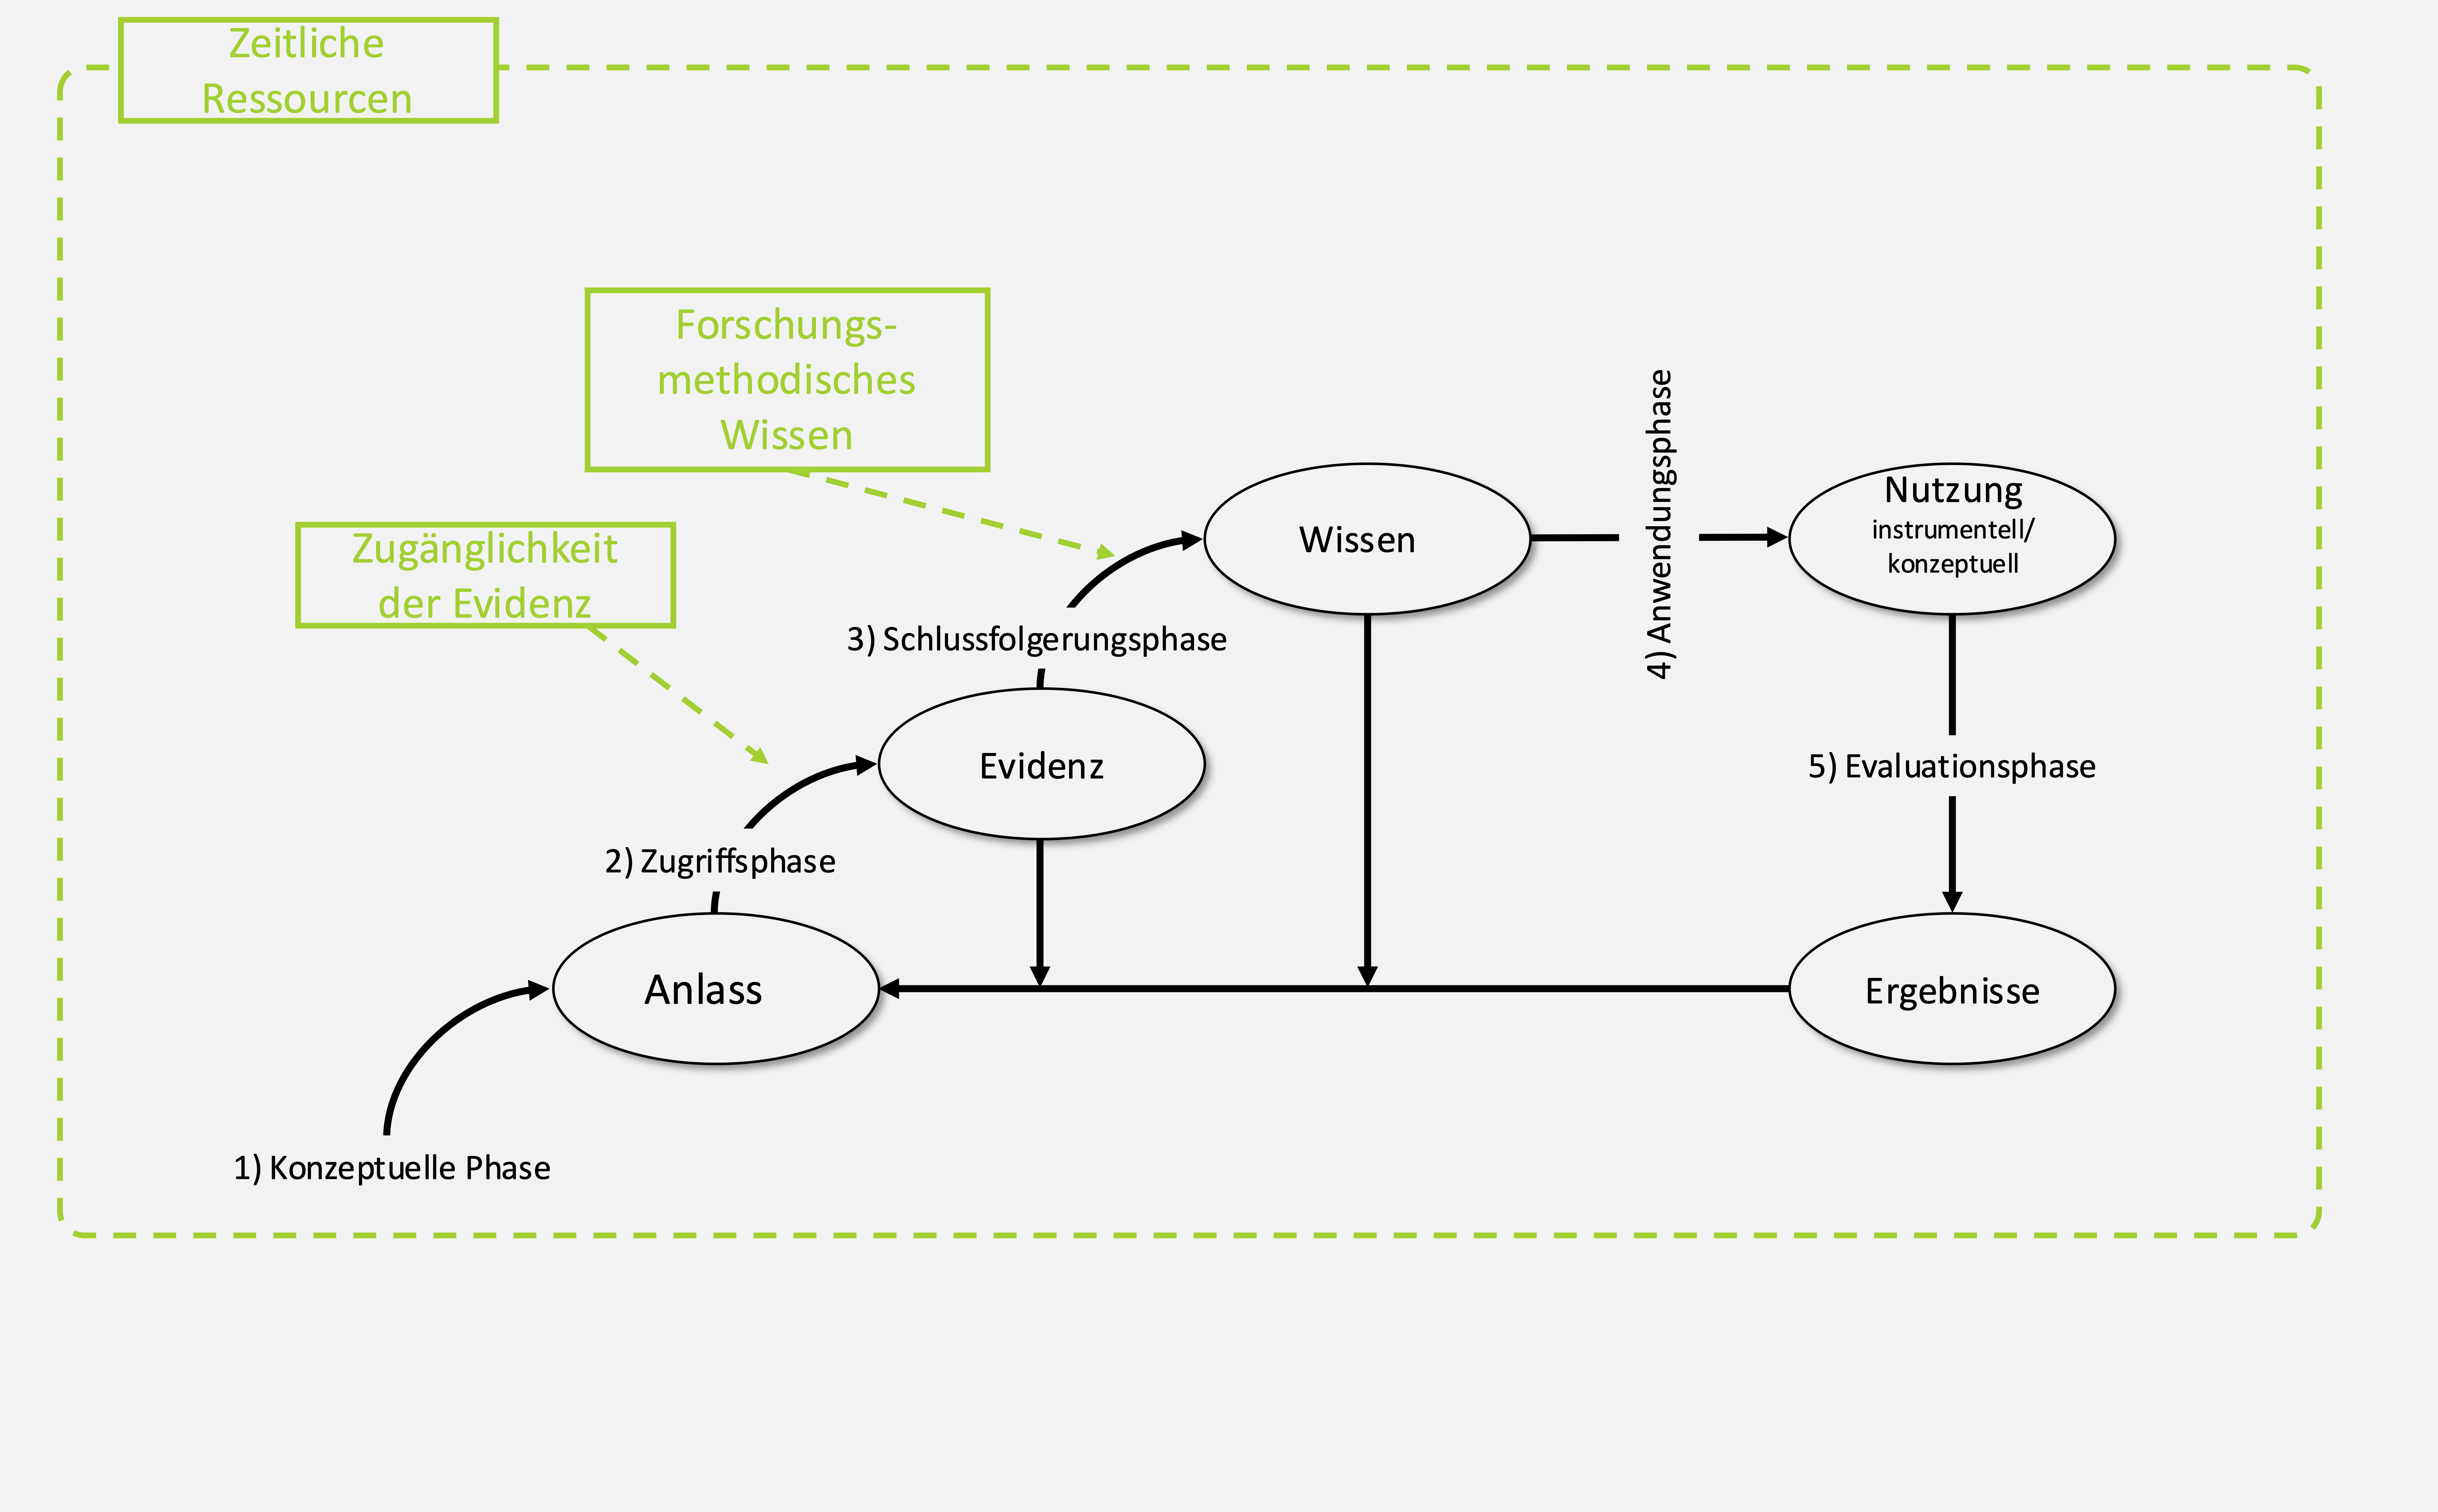 Zeitliche
Ressourcen
Forschungs-
methodisches
Wissen
Zugänglichkeit
der Evidenz
4) Anwendungsphase
Wissen
Nutzung
instrumentell/
konzeptuell
3) Schlussfolgerungsphase
Evidenz
5) Evaluationsphase
2) Zugriffsphase
Anlass
Ergebnisse
1) Konzeptuelle Phase